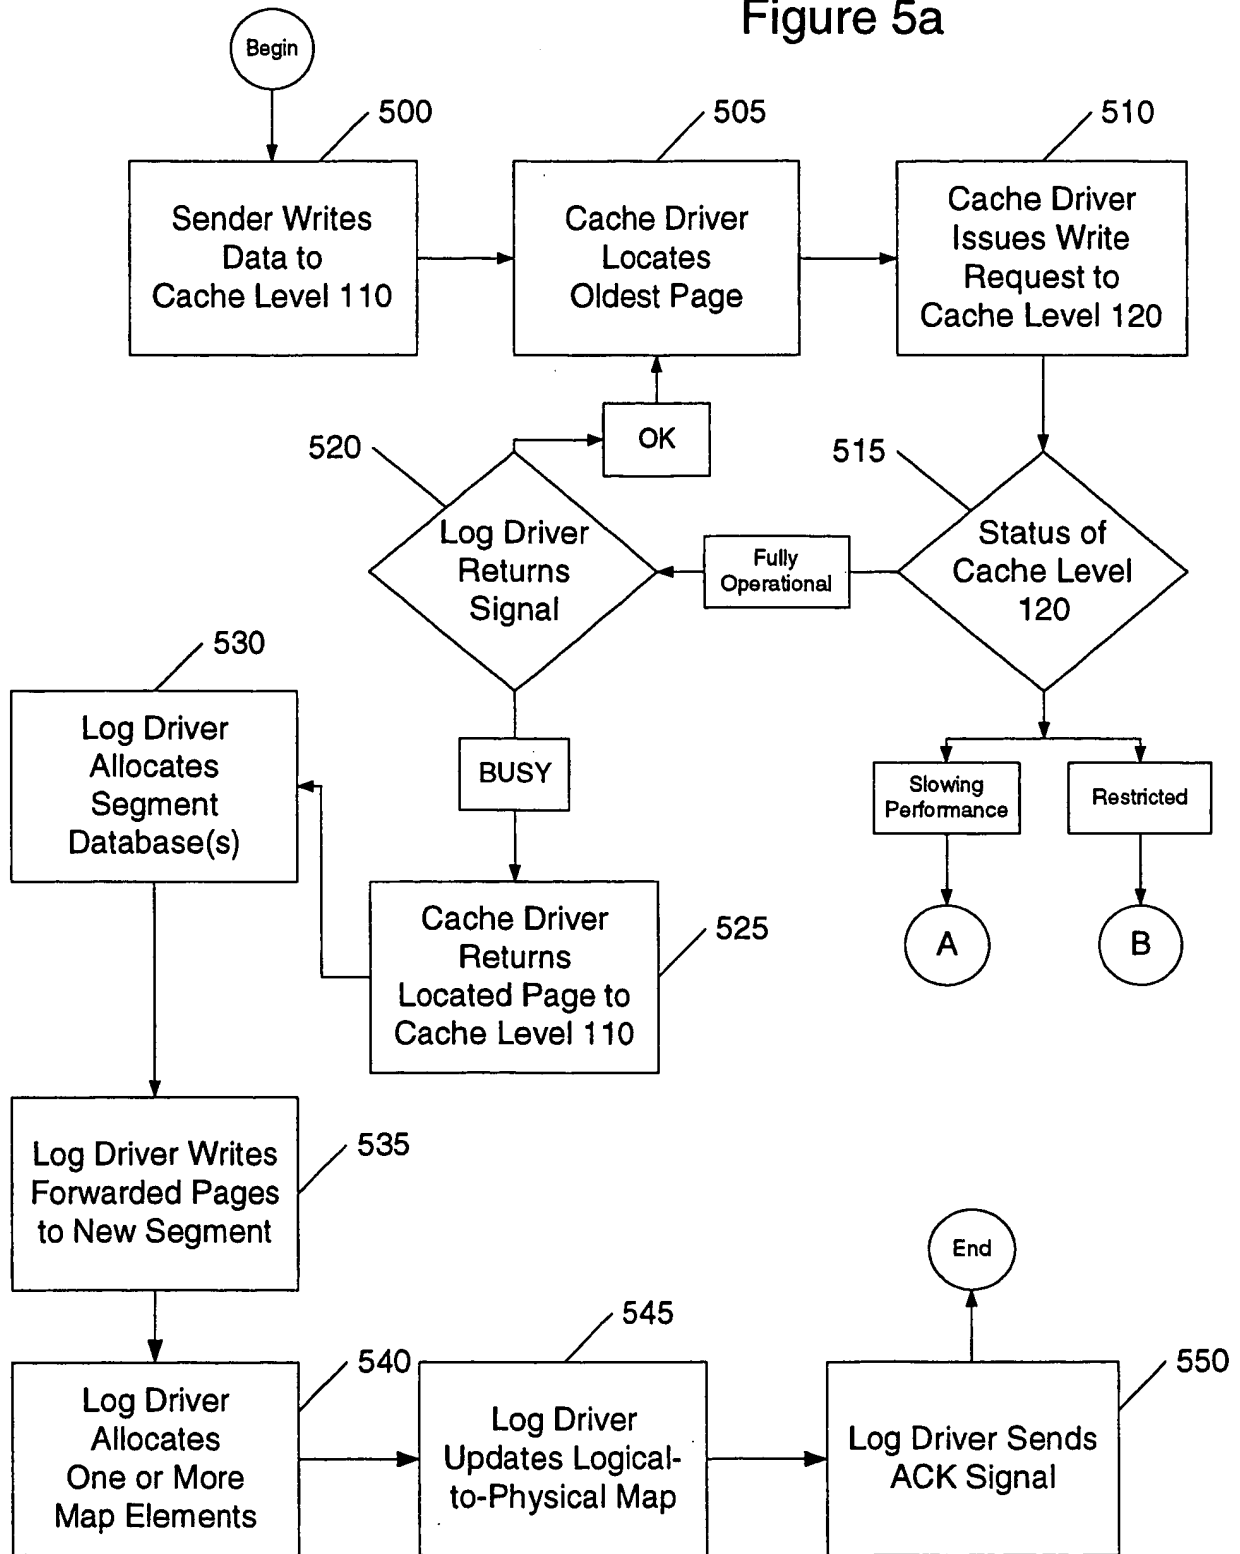 Figure 5a
Begin
500
505
510
Sender Writes
Data to
Cache Level 110
Cache Driver
Locates
Oldest Page
Cache Driver
Issues Write
Request to
Cache Level 120
OK
520
515
Log Driver
Returns
Signal
Fully
Operational
Status of
Cache Level
120
530
Log Driver
Allocates
Segment
Database(s)
BUSY
Slowing
Performance
Restricted
Cache Driver
Returns
Located Page to
Cache Level 110
525
A
B
Log Driver Writes
Forwarded Pages
to New Segment
535
End
540
545
550
Log Driver
Allocates
One or More
Map Elements
Log Driver
Updates Logical-
to-Physical Map
Log Driver Sends
ACK Signal